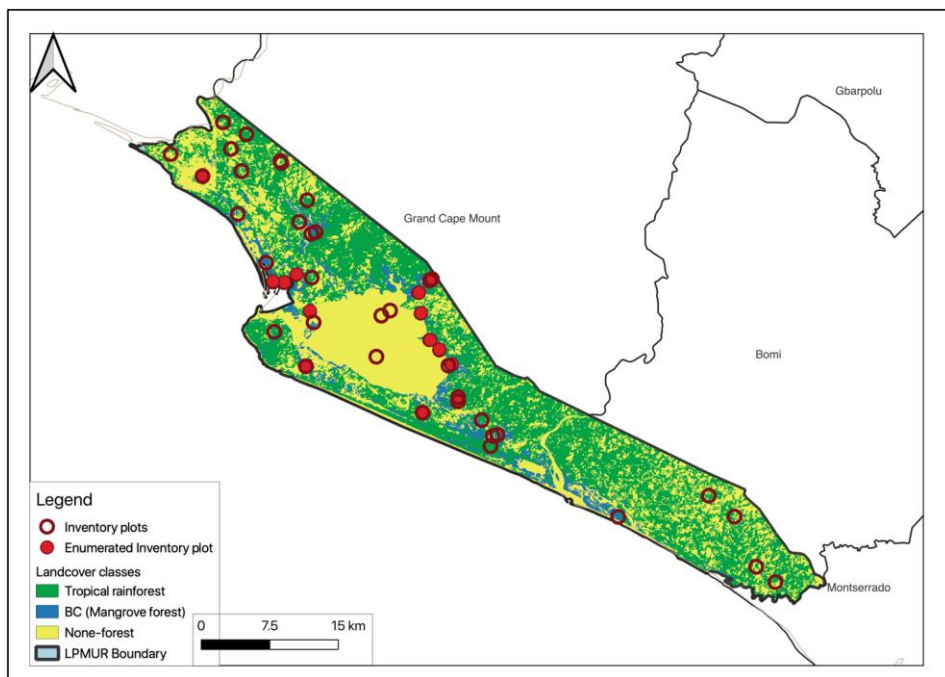 Gbarpolu
Grand Cape Mount
Bomi
Montserrado
Legend
Inventory plots
Enumerated Inventory plot
Landcover classes
Tropical rainforest
BC (Mangrove forest)
None-forest
LPMUR Boundary
0 7.5 15 km